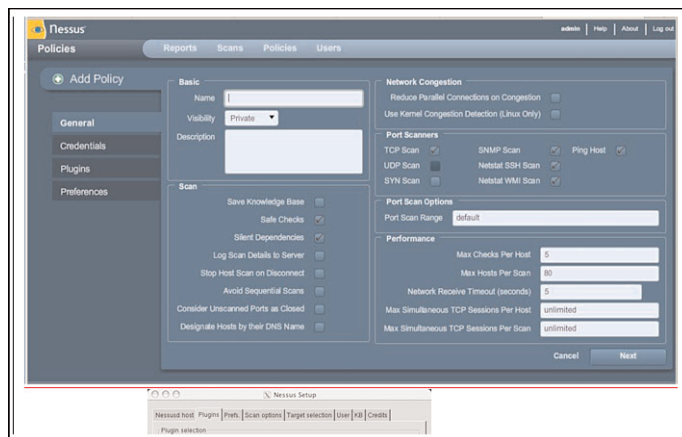 Nessus
admin | Help | About | Log out
Policies
Reports Scans Policies Users
Add Policy
General
Credentials
Plugins
Preferences
Basic
Name
Visibility Private
Description
Scan
Save Knowledge Base
Safe Checks
Silent Dependencies
Log Scan Details to Server
Stop Host Scan on Disconnect
Avoid Sequential Scans
Consider Unscanned Ports as Closed
Designate Hosts by their DNS Name
Network Congestion
Reduce Parallel Connections on Congestion
Use Kernel Congestion Detection (Linux Only)
Port Scanners
TCP Scan SNMP Scan Ping Host
UDP Scan Netstat SSH Scan
SYN Scan Netstat WMI Scan
Port Scan Options
Port Scan Range default
Performance
Max Checks Per Host 5
Max Hosts Per Scan 80
Network Receive Timeout (seconds) 5
Max Simultaneous TCP Sessions Per Host unlimited
Max Simultaneous TCP Sessions Per Scan unlimited
Cancel Next
Nessus Setup
Nessusd host Plugins Prefs. Scan options Target selection User KB Credits
Plugin selection